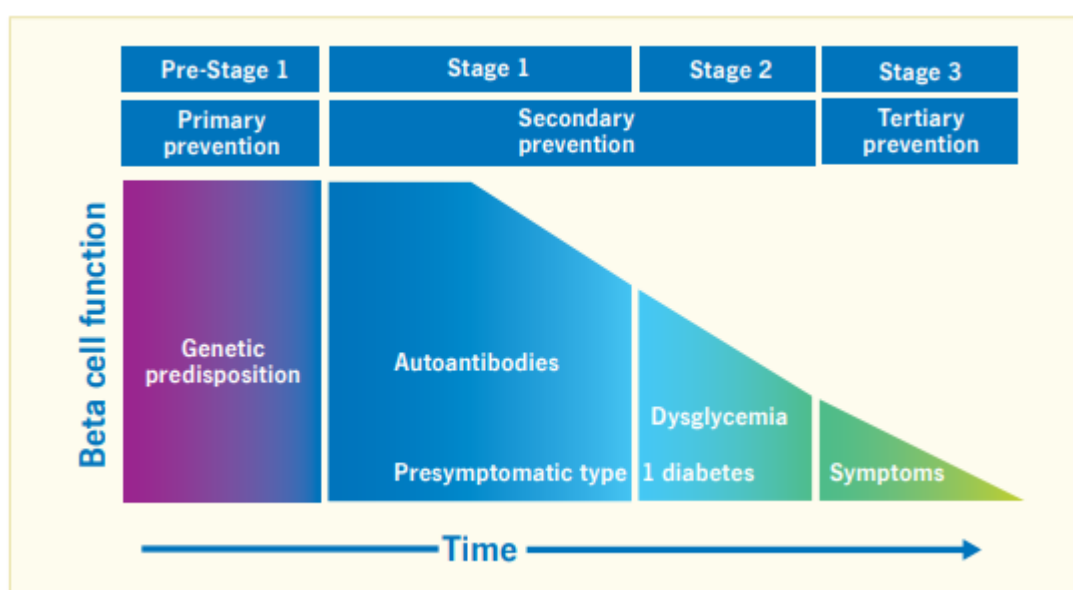 Pre-Stage 1
Stage 1
Stage 2
Stage 3
Primary
prevention
Secondary
prevention
Tertiary
prevention
Beta cell function
Genetic
predisposition
Autoantibodies
Dysglycemia
Presymptomatic type 1 diabetes
Symptoms
Time